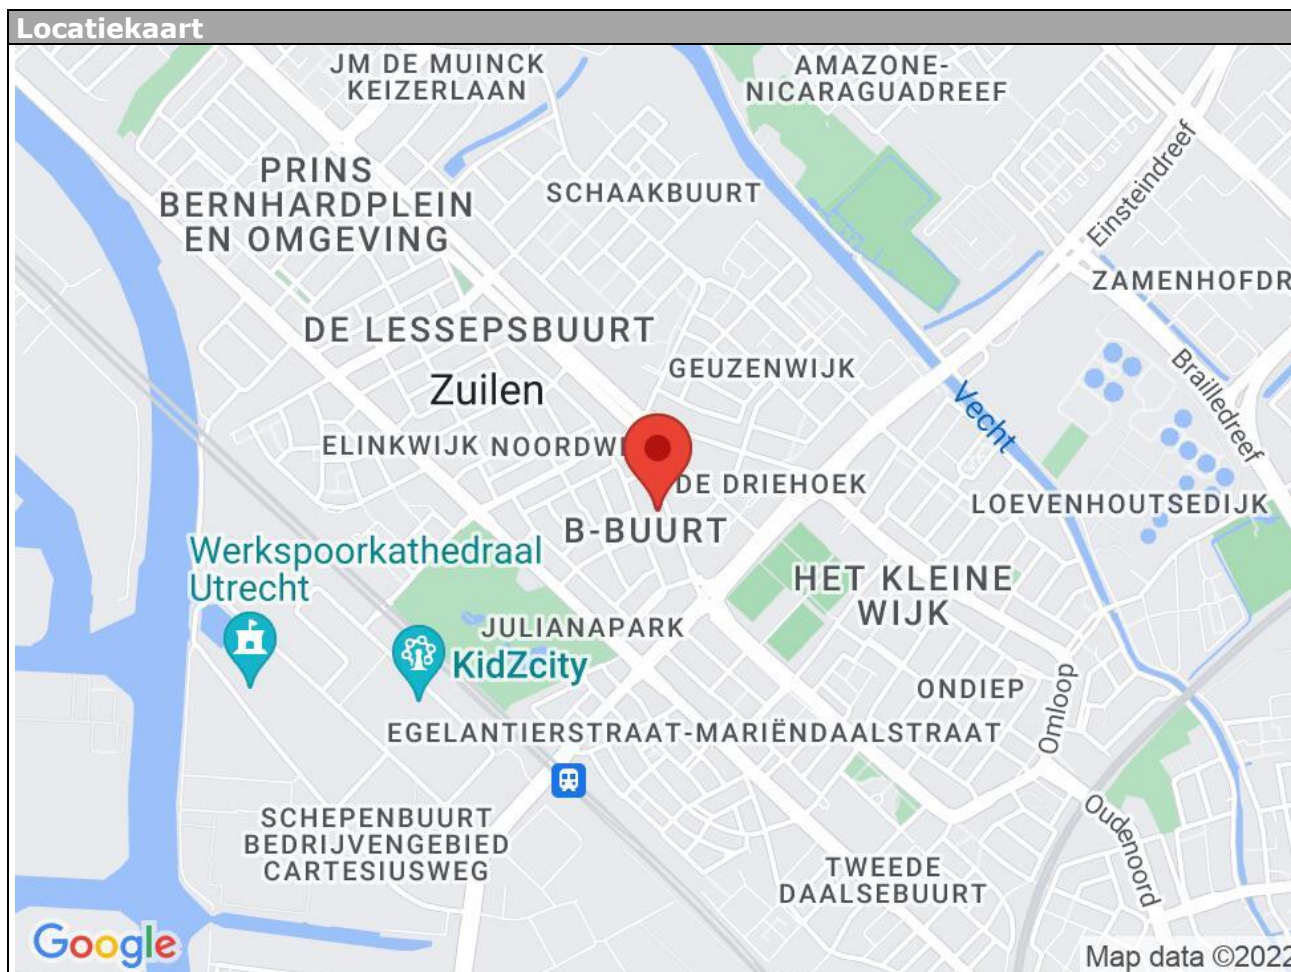 Locatiekaart
JM DE MUINCK
KEIZERLAAN
AMAZONE-
NICARAGUADREEF
PRINS
BERNHARDPLEIN
EN OMGEVING
SCHAAKBUURT
Einsteindreef
ZAMENHOFDR
DE LESSEPSBUURT
GEUZENWIJK
Zuilen
Vecht
Brailledreef
ELINKWIJK
NOORDWE
DE DRIEHOEK
LOEVENHOUTSEDIJK
B-BUURT
Werkspoorkathedraal
Utrecht
HET KLEINE
WIJK
JULIANAPARK
KidZcity
ONDIEP
Omloop
EGELANTIERSTRAAT-MARIËNDAALSTRAAT
SCHEPENBUURT
BEDRIJVENGEBIED
CARTESIUSWEG
Oudenoord
TWEEDE
DAALSEBUURT
Google
Map data ©2022